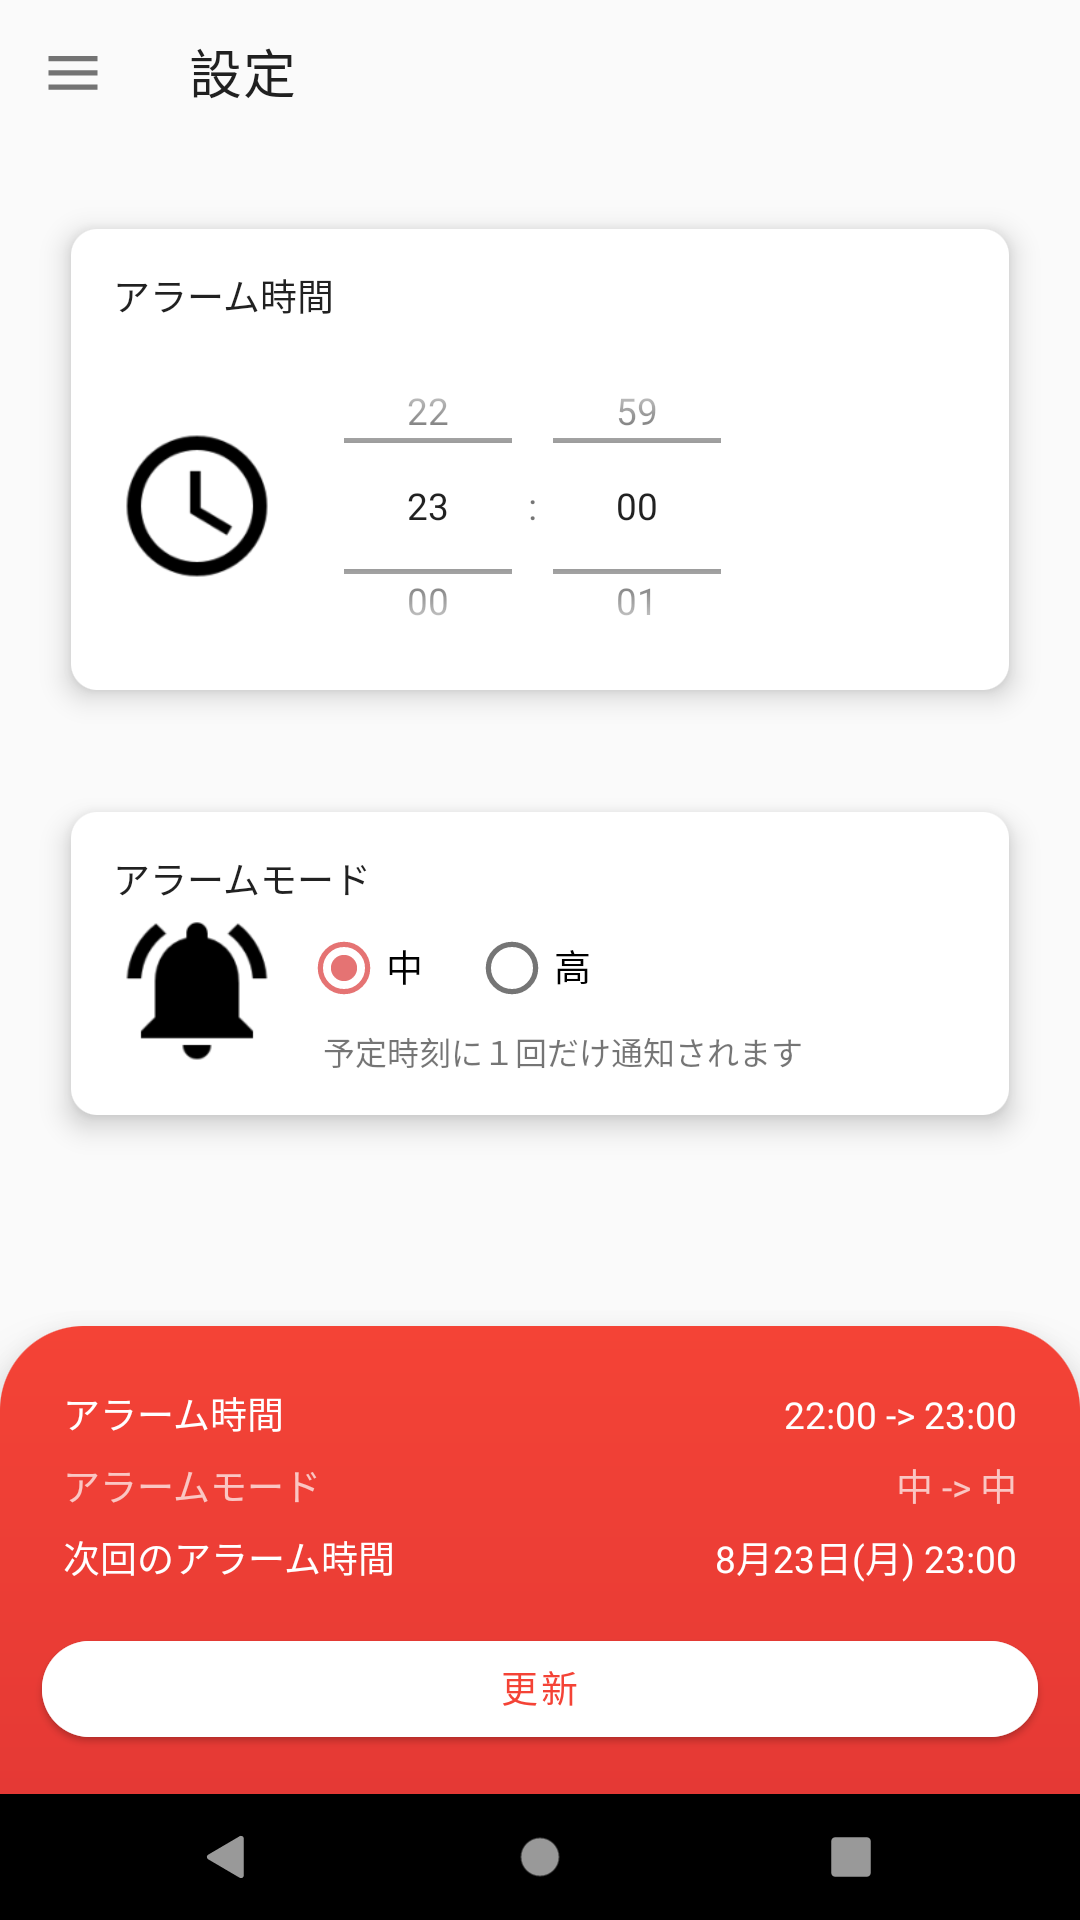 設定
アラーム時間
22 59
23 : 00
00 01
アラームモード
中 高
予定時刻に１回だけ通知されます
アラーム時間 22:00 -> 23:00
アラームモード 中 -> 中
次回のアラーム時間 8月23日(月) 23:00
更新